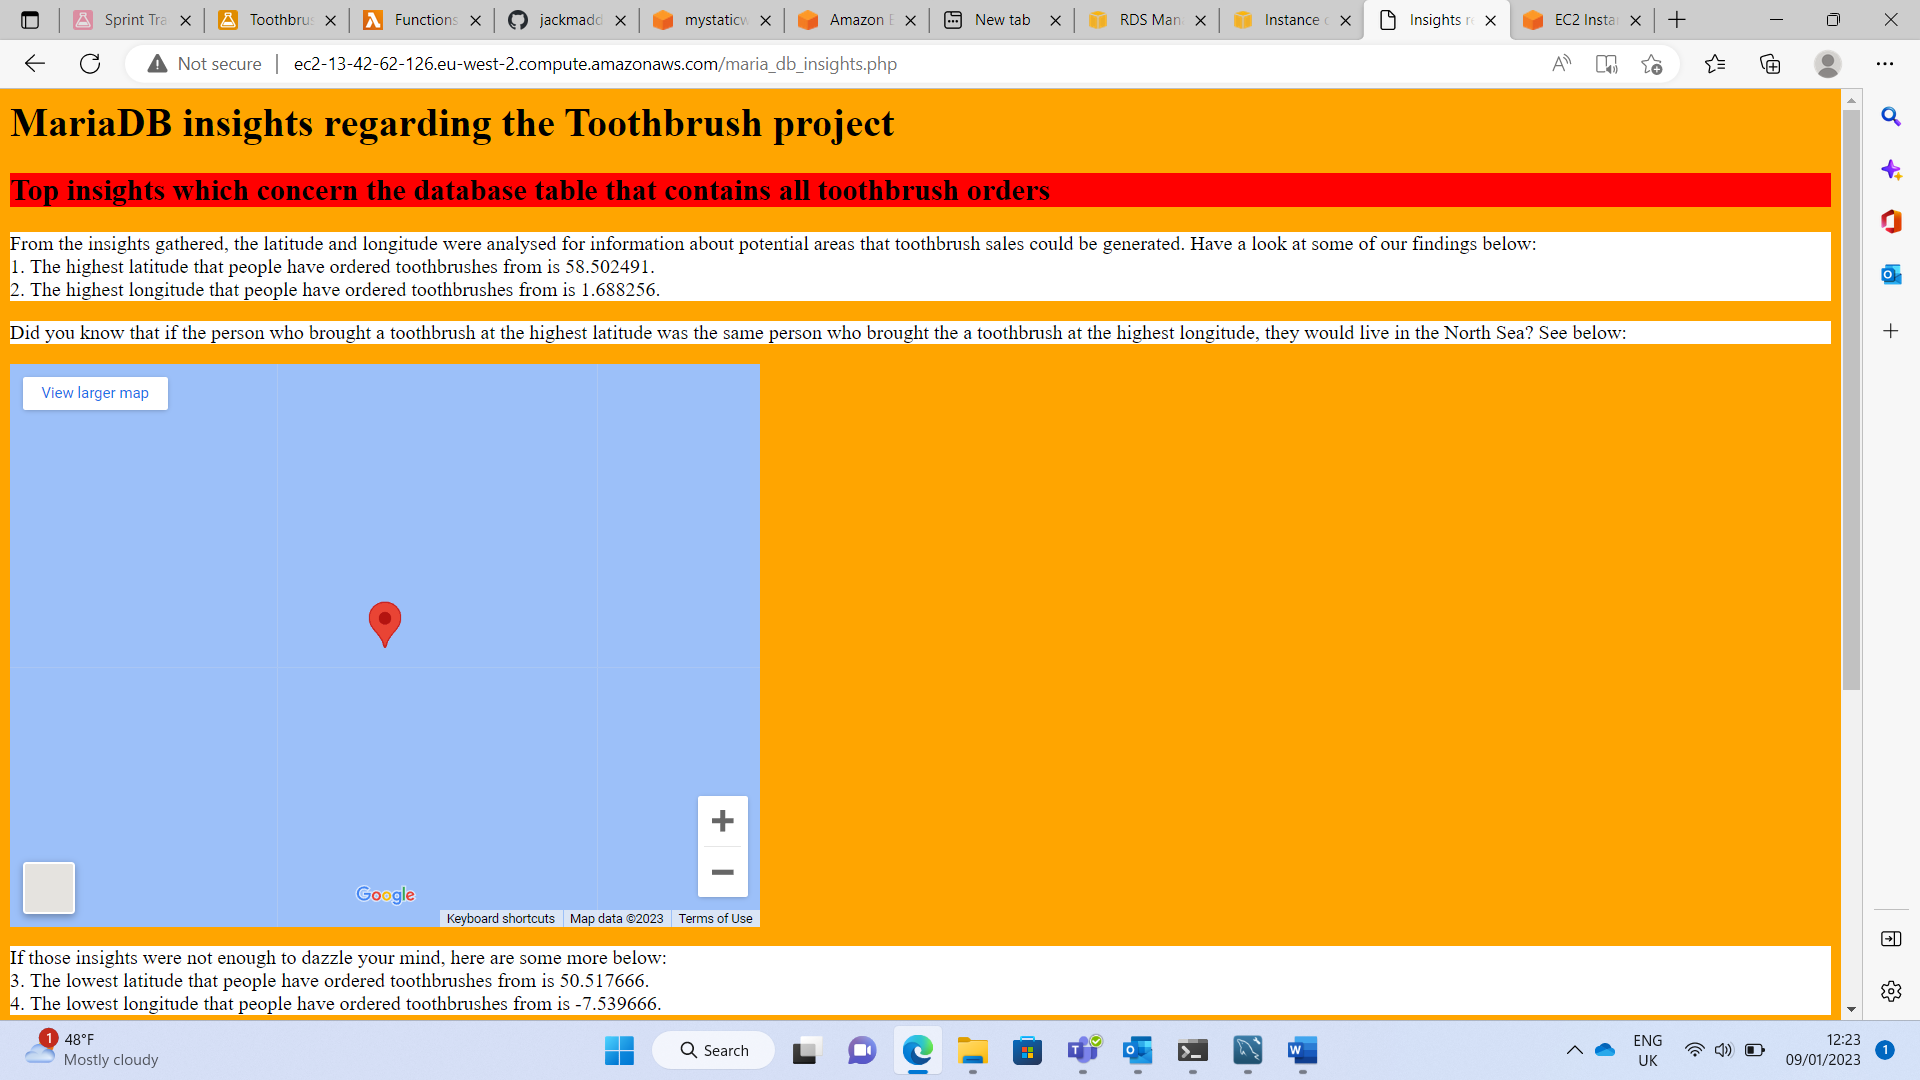 Sprint Tra
Toothbrus
Functions
jackmadd
mystaticw
Amazon E
New tab
RDS Man
Instance c
Insights re
EC2 Insta
Not secure
ec2-13-42-62-126.eu-west-2.compute.amazonaws.com/maria_db_insights.php
MariaDB insights regarding the Toothbrush project
Top insights which concern the database table that contains all toothbrush orders
From the insights gathered, the latitude and longitude were analysed for information about potential areas that toothbrush sales could be generated. Have a look at some of our findings below:
1. The highest latitude that people have ordered toothbrushes from is 58.502491.
2. The highest longitude that people have ordered toothbrushes from is 1.688256.
Did you know that if the person who brought a toothbrush at the highest latitude was the same person who brought the a toothbrush at the highest longitude, they would live in the North Sea? See below:
View larger map
Google
Keyboard shortcuts
Map data ©2023
Terms of Use
If those insights were not enough to dazzle your mind, here are some more below:
3. The lowest latitude that people have ordered toothbrushes from is 50.517666.
4. The lowest longitude that people have ordered toothbrushes from is -7.539666.
1
48°F
Mostly cloudy
Search
ENG
UK
12:23
09/01/2023
1